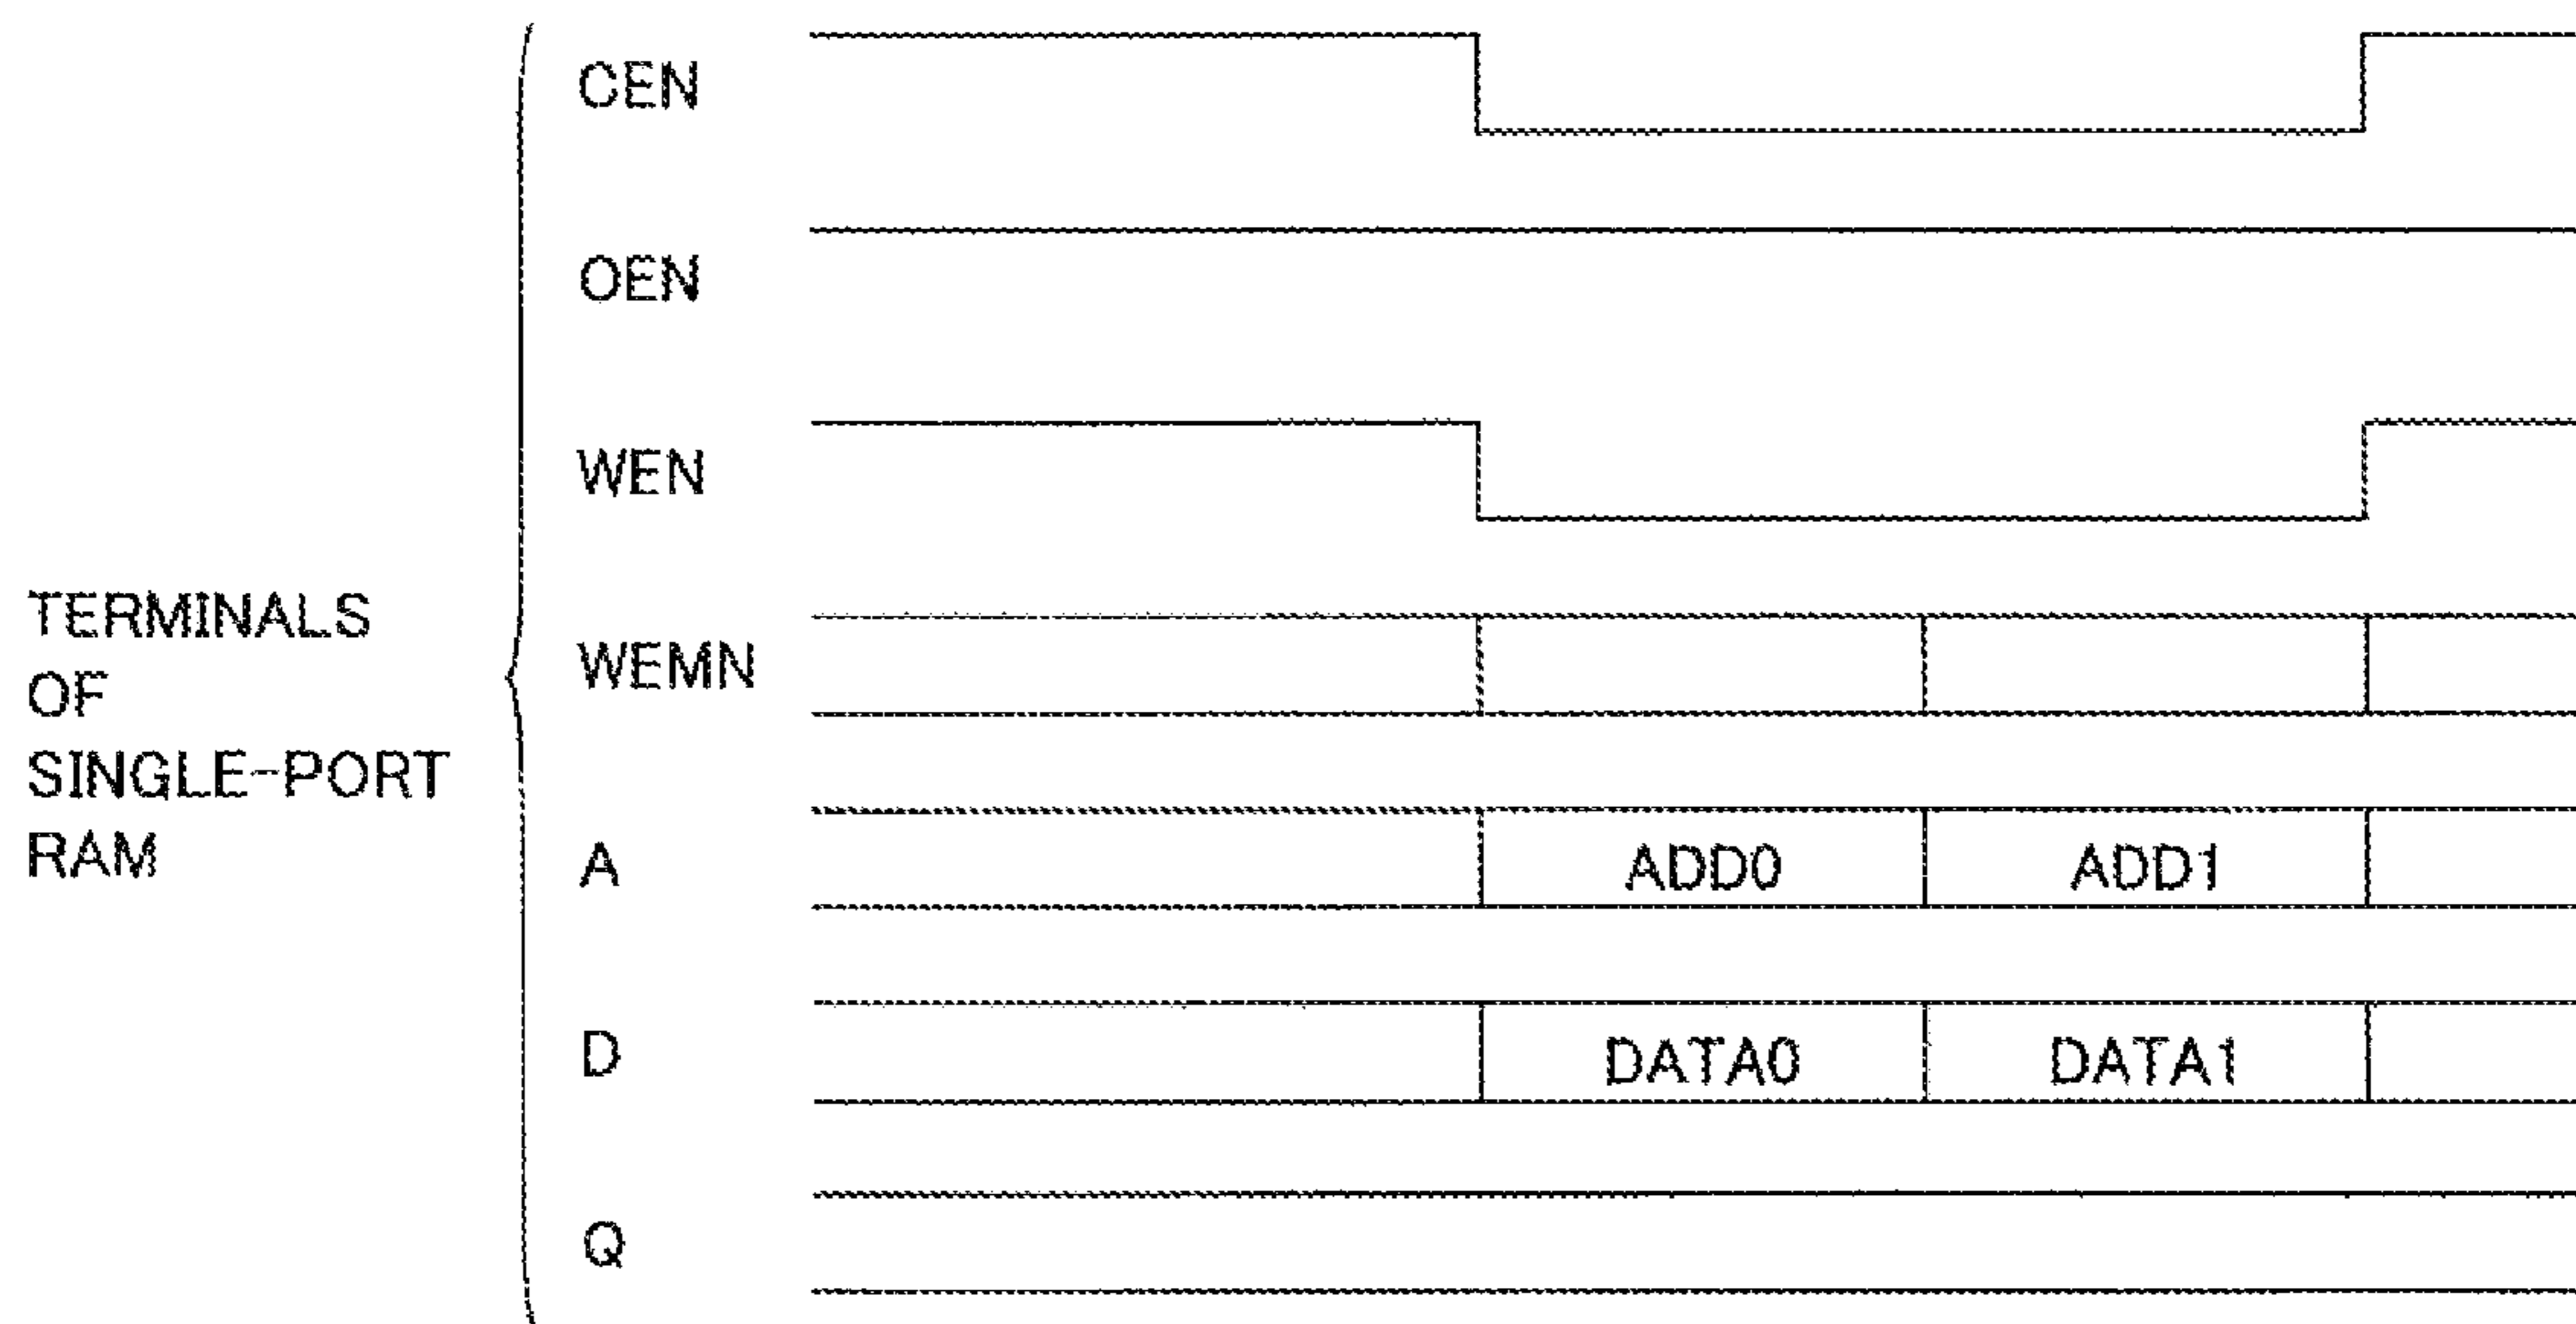 CEN
OEN
WEN
TERMINALS
OF
SINGLE-PORT
RAM
WEMN
A
ADD0
ADD1
D
DATA0
DATA1
Q